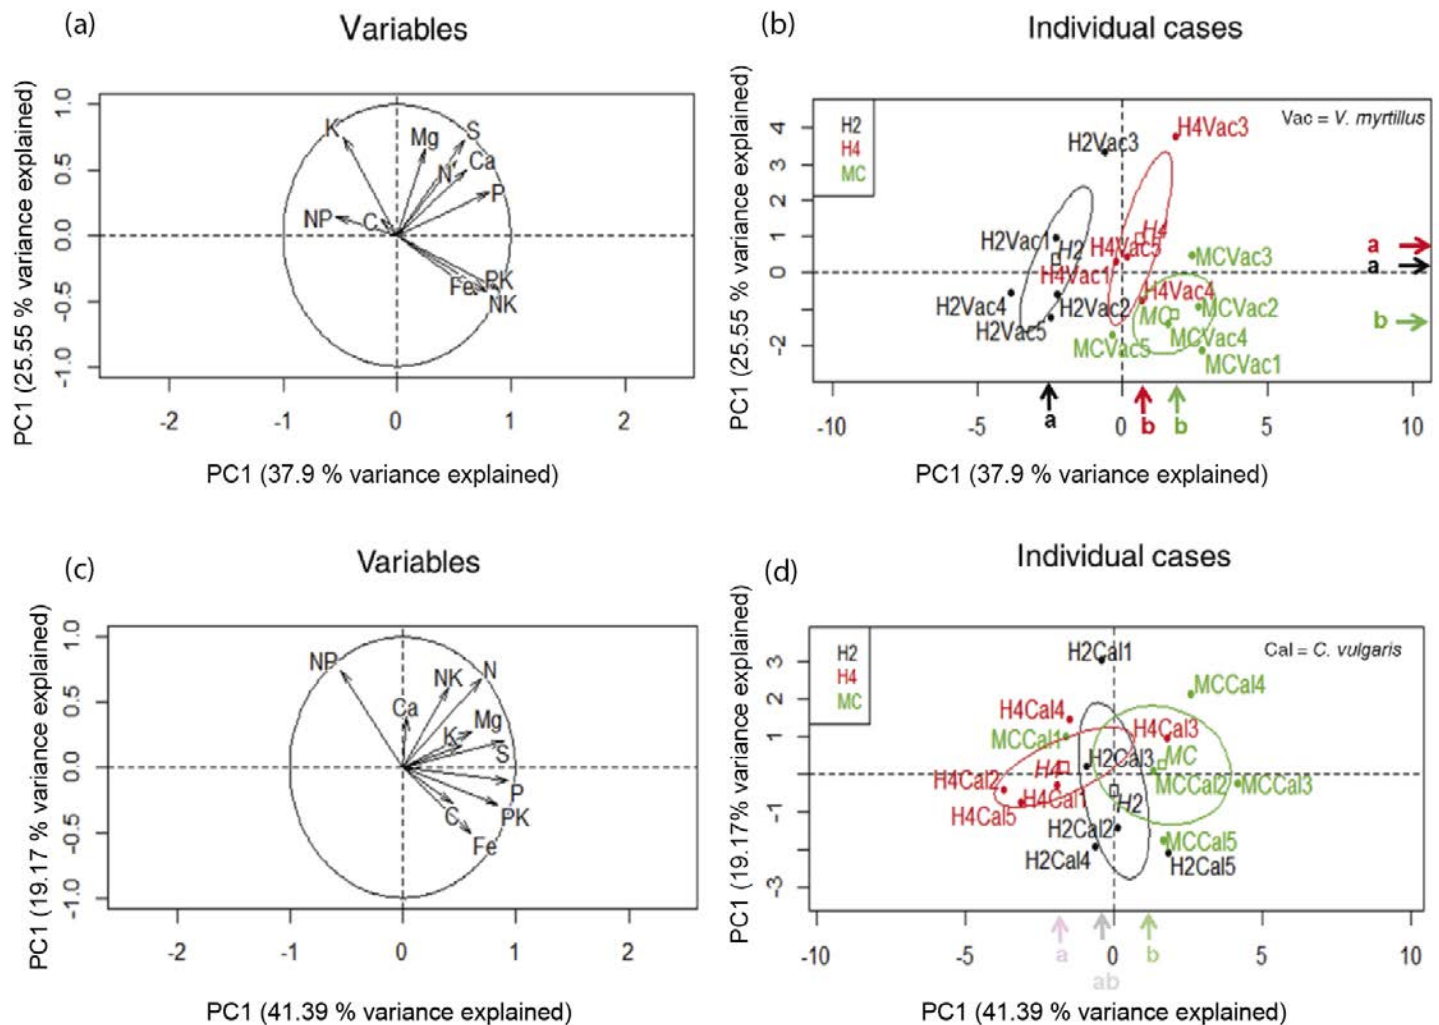 (a)
Variables
PC1 (25.55 % variance explained)
1.0
0.5
0.0
-0.5
-1.0
K
Mg
S
N
Ca
P
NP
C
Fe
PK
NK
-2
-1
0
1
2
PC1 (37.9 % variance explained)
(b)
Individual cases
PC1 (25.55 % variance explained)
4
3
2
1
0
-2
H2
H4
MC
Vac = V. myrtillus
H2Vac3
H4Vac3
H2Vac1
H2
H4
H4Vac5
H4Vac1
MCVac3
H2Vac4
H2Vac2
H2Vac5
H4Vac4
MC
MCVac2
MCVac4
MCVac5
MCVac1
a
a
b
a
b
b
-10
-5
0
5
10
PC1 (37.9 % variance explained)
(c)
Variables
PC1 (19.17 % variance explained)
1.0
0.5
0.0
-0.5
-1.0
NP
NK
N
Ca
Mg
K
S
P
C
PK
Fe
-2
-1
0
1
2
PC1 (41.39 % variance explained)
(d)
Individual cases
PC1 (19.17% variance explained)
3
2
1
-1
-3
H2
H4
MC
Cal = C. vulgaris
H2Cal1
MCCal4
H4Cal4
H4Cal3
MCCal1
H2Cal3
MC
H4
H4Cal2
MCCal2
MCCal3
H4Cal1
H4Cal5
H2
H2Cal2
H2Cal4
MCCal5
H2Cal5
-10
-5
0
5
10
a
ab
b
PC1 (41.39 % variance explained)